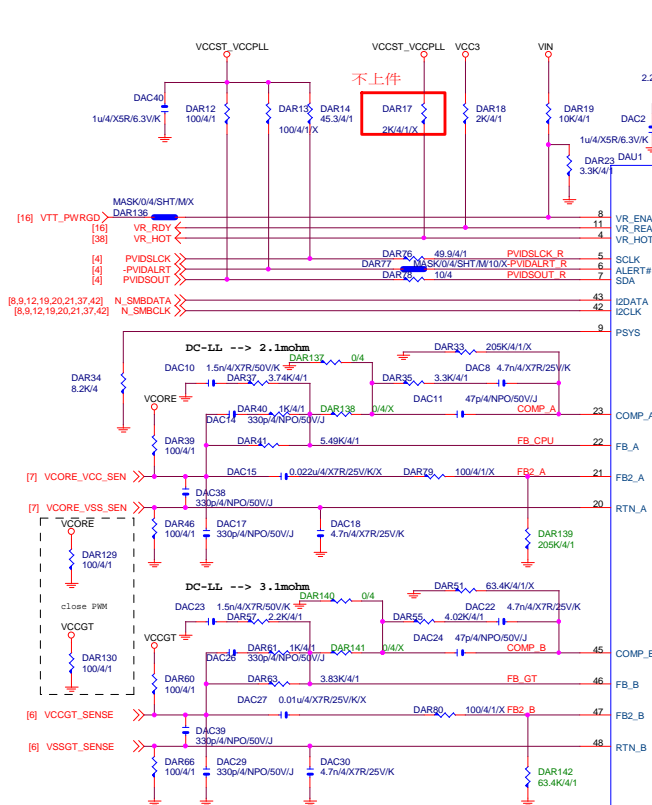 VCCST_VCCPLL
VCCST_VCCPLL
VCC3
VIN
不上件
2.2
DAC40
1u/4/X5R/6.3V/K
DAR12
100/4/1
DAR13
100/4/1/X
DAR14
45.3/4/1
DAR17
2K/4/1/X
DAR18
2K/4/1
DAR19
10K/4/1
DAC2
1u/4/X5R/6.3V/K
DAR23
3.3K/4/1
DAU1
MASK/0/4/SHT/M/X
DAR136
[16] VTT_PWRGD
[16] VR_RDY
[38] VR_HOT
8 VR_ENA
11 VR_REA
4 VR_HOT
[4] PVIDSLCK
[4] -PVIDALRT
[4] PVIDSOUT
DAR76 49.9/4/1 PVIDSLCK_R
DAR77 MASK/0/4/SHT/M/10/X -PVIDALRT_R
DAR78 10/4 PVIDSOUT_R
5 SCLK
6 ALERT#
7 SDA
[8,9,12,19,20,21,37,42] N_SMBDATA
[8,9,12,19,20,21,37,42] N_SMBCLK
43 I2DATA
42 I2CLK
9 PSYS
DAR34
8.2K/4
DC-LL --> 2.1mohm
DAR33 205K/4/1/X
DAR137 0/4
DAC10 1.5n/4/X7R/50V/K
DAR37 3.74K/4/1
DAR35 3.3K/4/1
DAC8 4.7n/4/X7R/25V/K
VCORE
DAC14
DAR40 1K/4/1
330p/4/NPO/50V/J
DAR138 0/4/X
DAC11 47p/4/NPO/50V/J
COMP_A
23 COMP_A
DAR39
100/4/1
DAR41 5.49K/4/1
FB_CPU
22 FB_A
[7] VCORE_VCC_SEN
DAC15 0.022u/4/X7R/25V/K/X
DAR79 100/4/1/X
FB2_A
21 FB2_A
DAC38
330p/4/NPO/50V/J
[7] VCORE_VSS_SEN
20 RTN_A
VCORE
DAR129
100/4/1
close PWM
VCCGT
DAR130
100/4/1
DAR46
100/4/1
DAC17
330p/4/NPO/50V/J
DAC18
4.7n/4/X7R/25V/K
DAR139
205K/4/1
DC-LL --> 3.1mohm
DAR51 63.4K/4/1/X
DAR140 0/4
DAC23 1.5n/4/X7R/50V/K
DAR57 2.2K/4/1
DAR55 4.02K/4/1
DAC22 4.7n/4/X7R/25V/K
VCCGT
DAC26
DAR61 1K/4/1
330p/4/NPO/50V/J
DAR141 0/4/X
DAC24 47p/4/NPO/50V/J
COMP_B
45 COMP_B
DAR60
100/4/1
DAR63 3.83K/4/1
FB_GT
46 FB_B
[6] VCCGT_SENSE
DAC27 0.01u/4/X7R/25V/K/X
DAR80 100/4/1/X
FB2_B
47 FB2_B
DAC39
330p/4/NPO/50V/J
[6] VSSGT_SENSE
48 RTN_B
DAR66
100/4/1
DAC29
330p/4/NPO/50V/J
DAC30
4.7n/4/X7R/25V/K
DAR142
63.4K/4/1